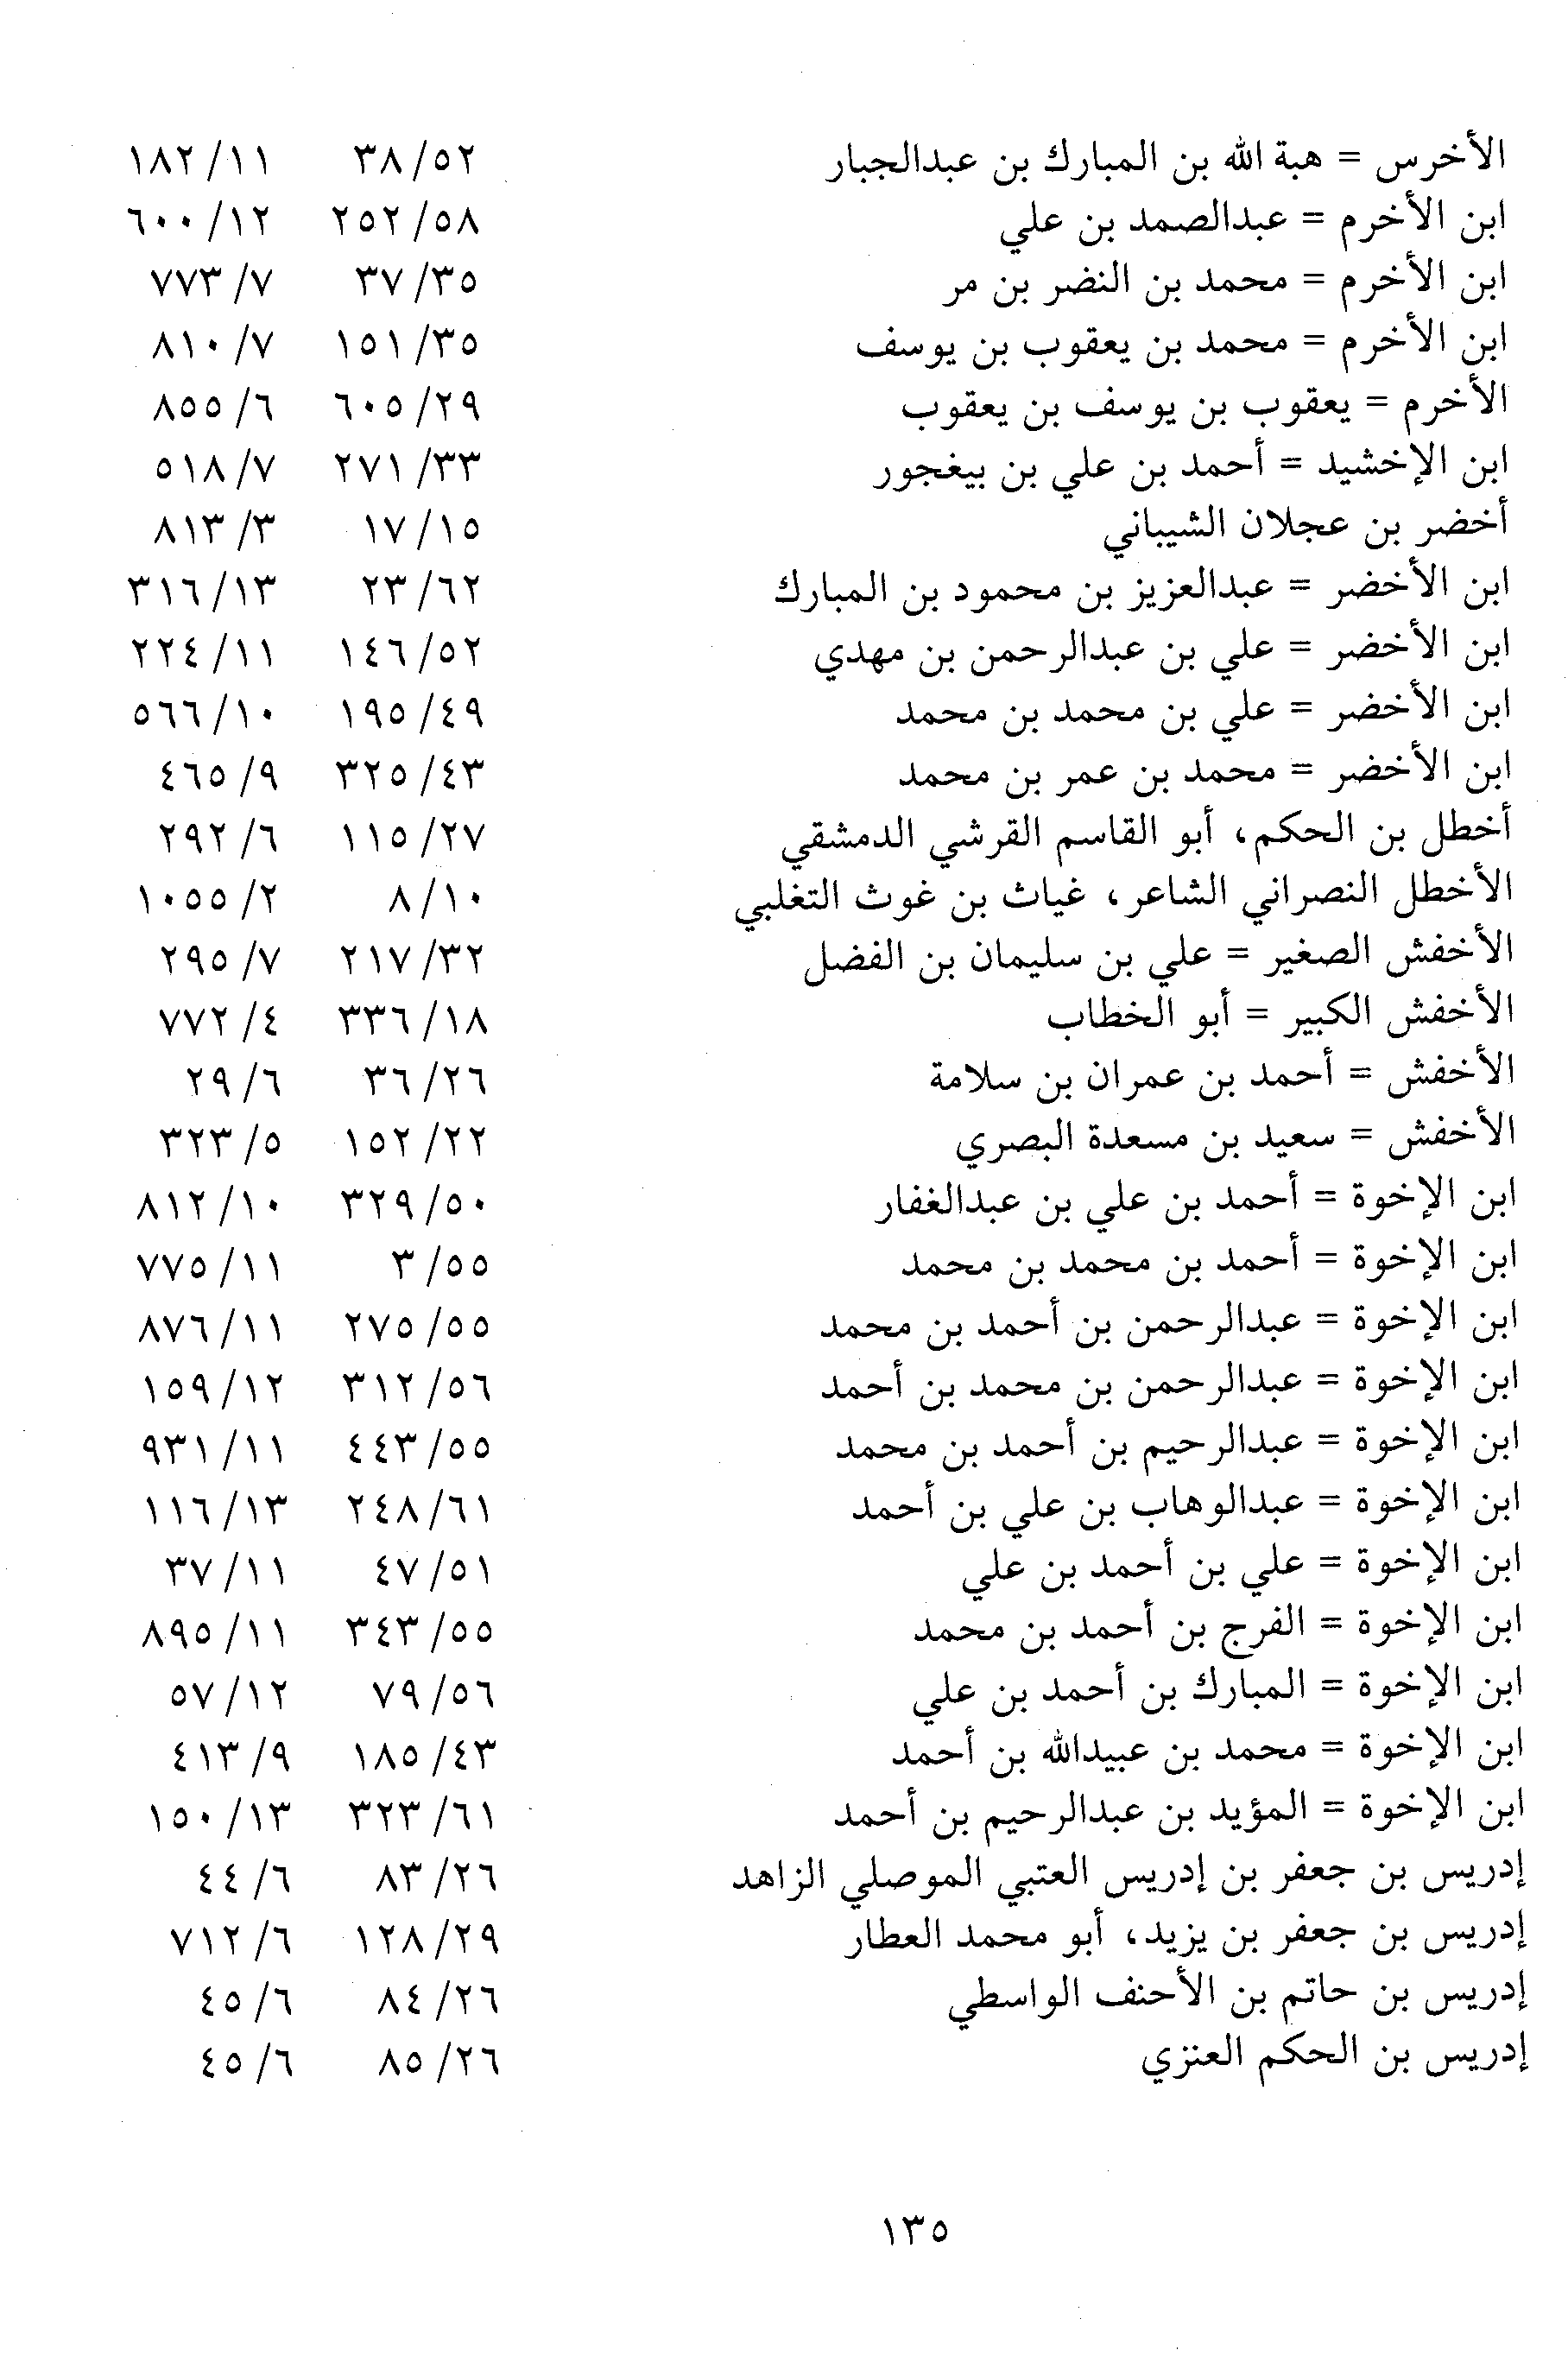 الأخرس = هبة الله بن المبارك بن عبدالجبار ٣٨/٥٢ ١٨٢/١١
ابن الأخرم = عبدالصمد بن علي ٢٥٢/٥٨ ٦٠٠/١٢
ابن الأخرم = محمد بن النضر بن مر ٣٧/٣٥ ٧٧٣/٧
ابن الأخرم = محمد بن يعقوب بن يوسف ١٥١/٣٥ ٨١٠/٧
الأخرم = يعقوب بن يوسف بن يعقوب ٦٠٥/٢٩ ٨٥٥/٦
ابن الإخشيد = أحمد بن علي بن بيغجور ٢٧١/٣٣ ٥١٨/٧
أخضر بن عجلان الشيباني ١٧/١٥ ٨١٣/٣
ابن الأخضر = عبدالعزيز بن محمود بن المبارك ٢٣/٦٢ ٣١٦/١٣
ابن الأخضر = علي بن عبدالرحمن بن مهدي ١٤٦/٥٢ ٢٢٤/١١
ابن الأخضر = علي بن محمد بن محمد ١٩٥/٤٩ ٥٦٦/١٠
ابن الأخضر = محمد بن عمر بن محمد ٣٢٥/٤٣ ٤٦٥/٩
أخطل بن الحكم، أبو القاسم القرشي الدمشقي ١١٥/٢٧ ٢٩٢/٦
الأخطل النصراني الشاعر، غياث بن غوث التغلبي ٨/١٠ ١٠٥٥/٢
الأخفش الصغير = علي بن سليمان بن الفضل ٢١٧/٣٢ ٢٩٥/٧
الأخفش الكبير = أبو الخطاب ٣٣٦/١٨ ٧٧٢/٤
الأخفش = أحمد بن عمران بن سلامة ٣٦/٢٦ ٢٩/٦
الأخفش = سعيد بن مسعدة البصري ١٥٢/٢٢ ٣٢٣/٥
ابن الإخوة = أحمد بن علي بن عبدالغفار ٣٢٩/٥٠ ٨١٢/١٠
ابن الإخوة = أحمد بن محمد بن محمد ٣/٥٥ ٧٧٥/١١
ابن الإخوة = عبدالرحمن بن أحمد بن محمد ٢٧٥/٥٥ ٨٧٦/١١
ابن الإخوة = عبدالرحمن بن محمد بن أحمد ٣١٢/٥٦ ١٥٩/١٢
ابن الإخوة = عبدالرحيم بن أحمد بن محمد ٤٤٣/٥٥ ٩٣١/١١
ابن الإخوة = عبدالوهاب بن علي بن أحمد ٢٤٨/٦١ ١١٦/١٣
ابن الإخوة = علي بن أحمد بن علي ٤٧/٥١ ٣٧/١١
ابن الإخوة = الفرج بن أحمد بن محمد ٣٤٣/٥٥ ٨٩٥/١١
ابن الإخوة = المبارك بن أحمد بن علي ٧٩/٥٦ ٥٧/١٢
ابن الإخوة = محمد بن عبيدالله بن أحمد ١٨٥/٤٣ ٤١٣/٩
ابن الإخوة = المؤيد بن عبدالرحيم بن أحمد ٣٢٣/٦١ ١٥٠/١٣
إدريس بن جعفر بن إدريس العتبي الموصلي الزاهد ٨٣/٢٦ ٤٤/٦
إدريس بن جعفر بن يزيد، أبو محمد العطار ١٢٨/٢٩ ٧١٢/٦
إدريس بن حاتم بن الأحنف الواسطي ٨٤/٢٦ ٤٥/٦
إدريس بن الحكم العنزي ٨٥/٢٦ ٤٥/٦
١٣٥